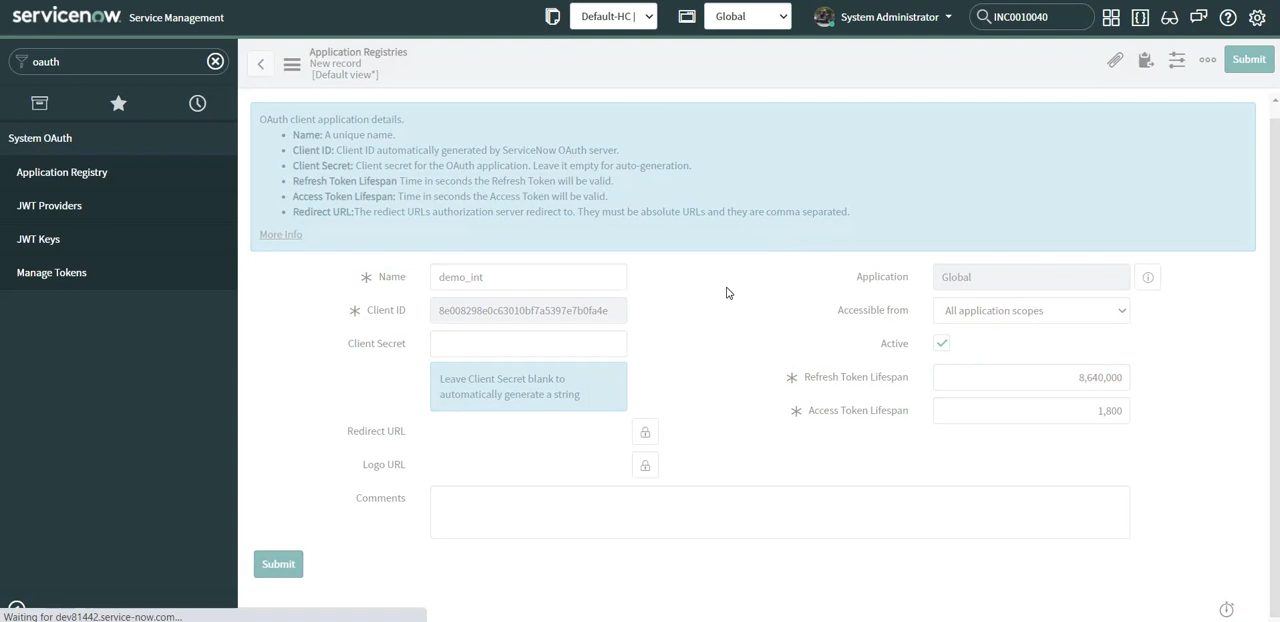 servicenow Service Management
Default-HC |
Global
System Administrator
INC0010040
oauth
System OAuth
Application Registry
JWT Providers
JWT Keys
Manage Tokens
Application Registries
New record
[Default view*]
Submit
OAuth client application details.
Name: A unique name.
Client ID: Client ID automatically generated by ServiceNow OAuth server.
Client Secret: Client secret for the OAuth application. Leave it empty for auto-generation.
Refresh Token Lifespan Time in seconds the Refresh Token will be valid.
Access Token Lifespan: Time in seconds the Access Token will be valid.
Redirect URL:The rediect URLs authorization server redirect to. They must be absolute URLs and they are comma separated.
More Info
Name demo_int
Client ID 8e008298e0c63010bf7a5397e7b0fa4e
Client Secret
Leave Client Secret blank to
automatically generate a string
Redirect URL
Logo URL
Comments
Application Global
Accessible from All application scopes
Active
Refresh Token Lifespan 8,640,000
Access Token Lifespan 1,800
Submit
Waiting for dev81442.service-now.com...